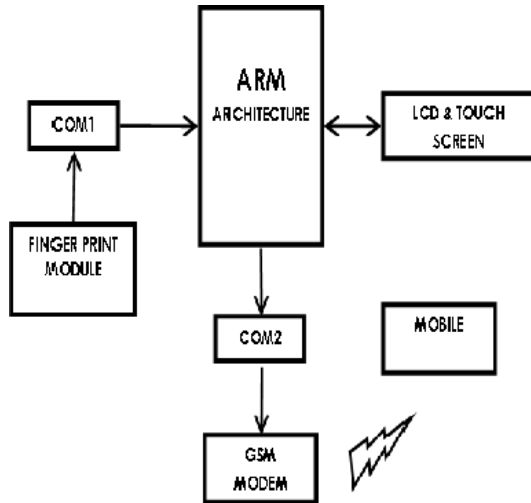 ARM
ARCHITECTURE
COM1
LCD & TOUCH
SCREEN
FINGER PRINT
MODULE
COM2
MOBILE
GSM
MODEM